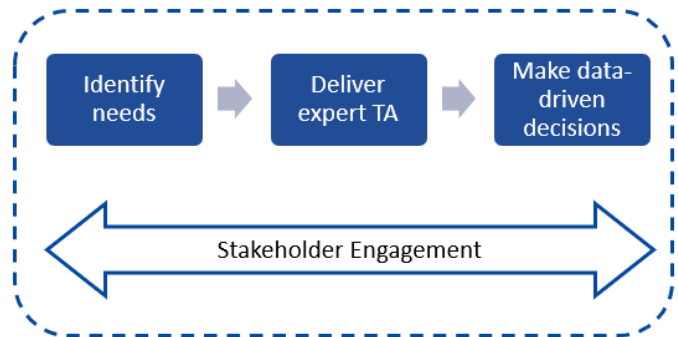 Identify
needs
Deliver
expert TA
Make data-
driven
decisions
Stakeholder Engagement